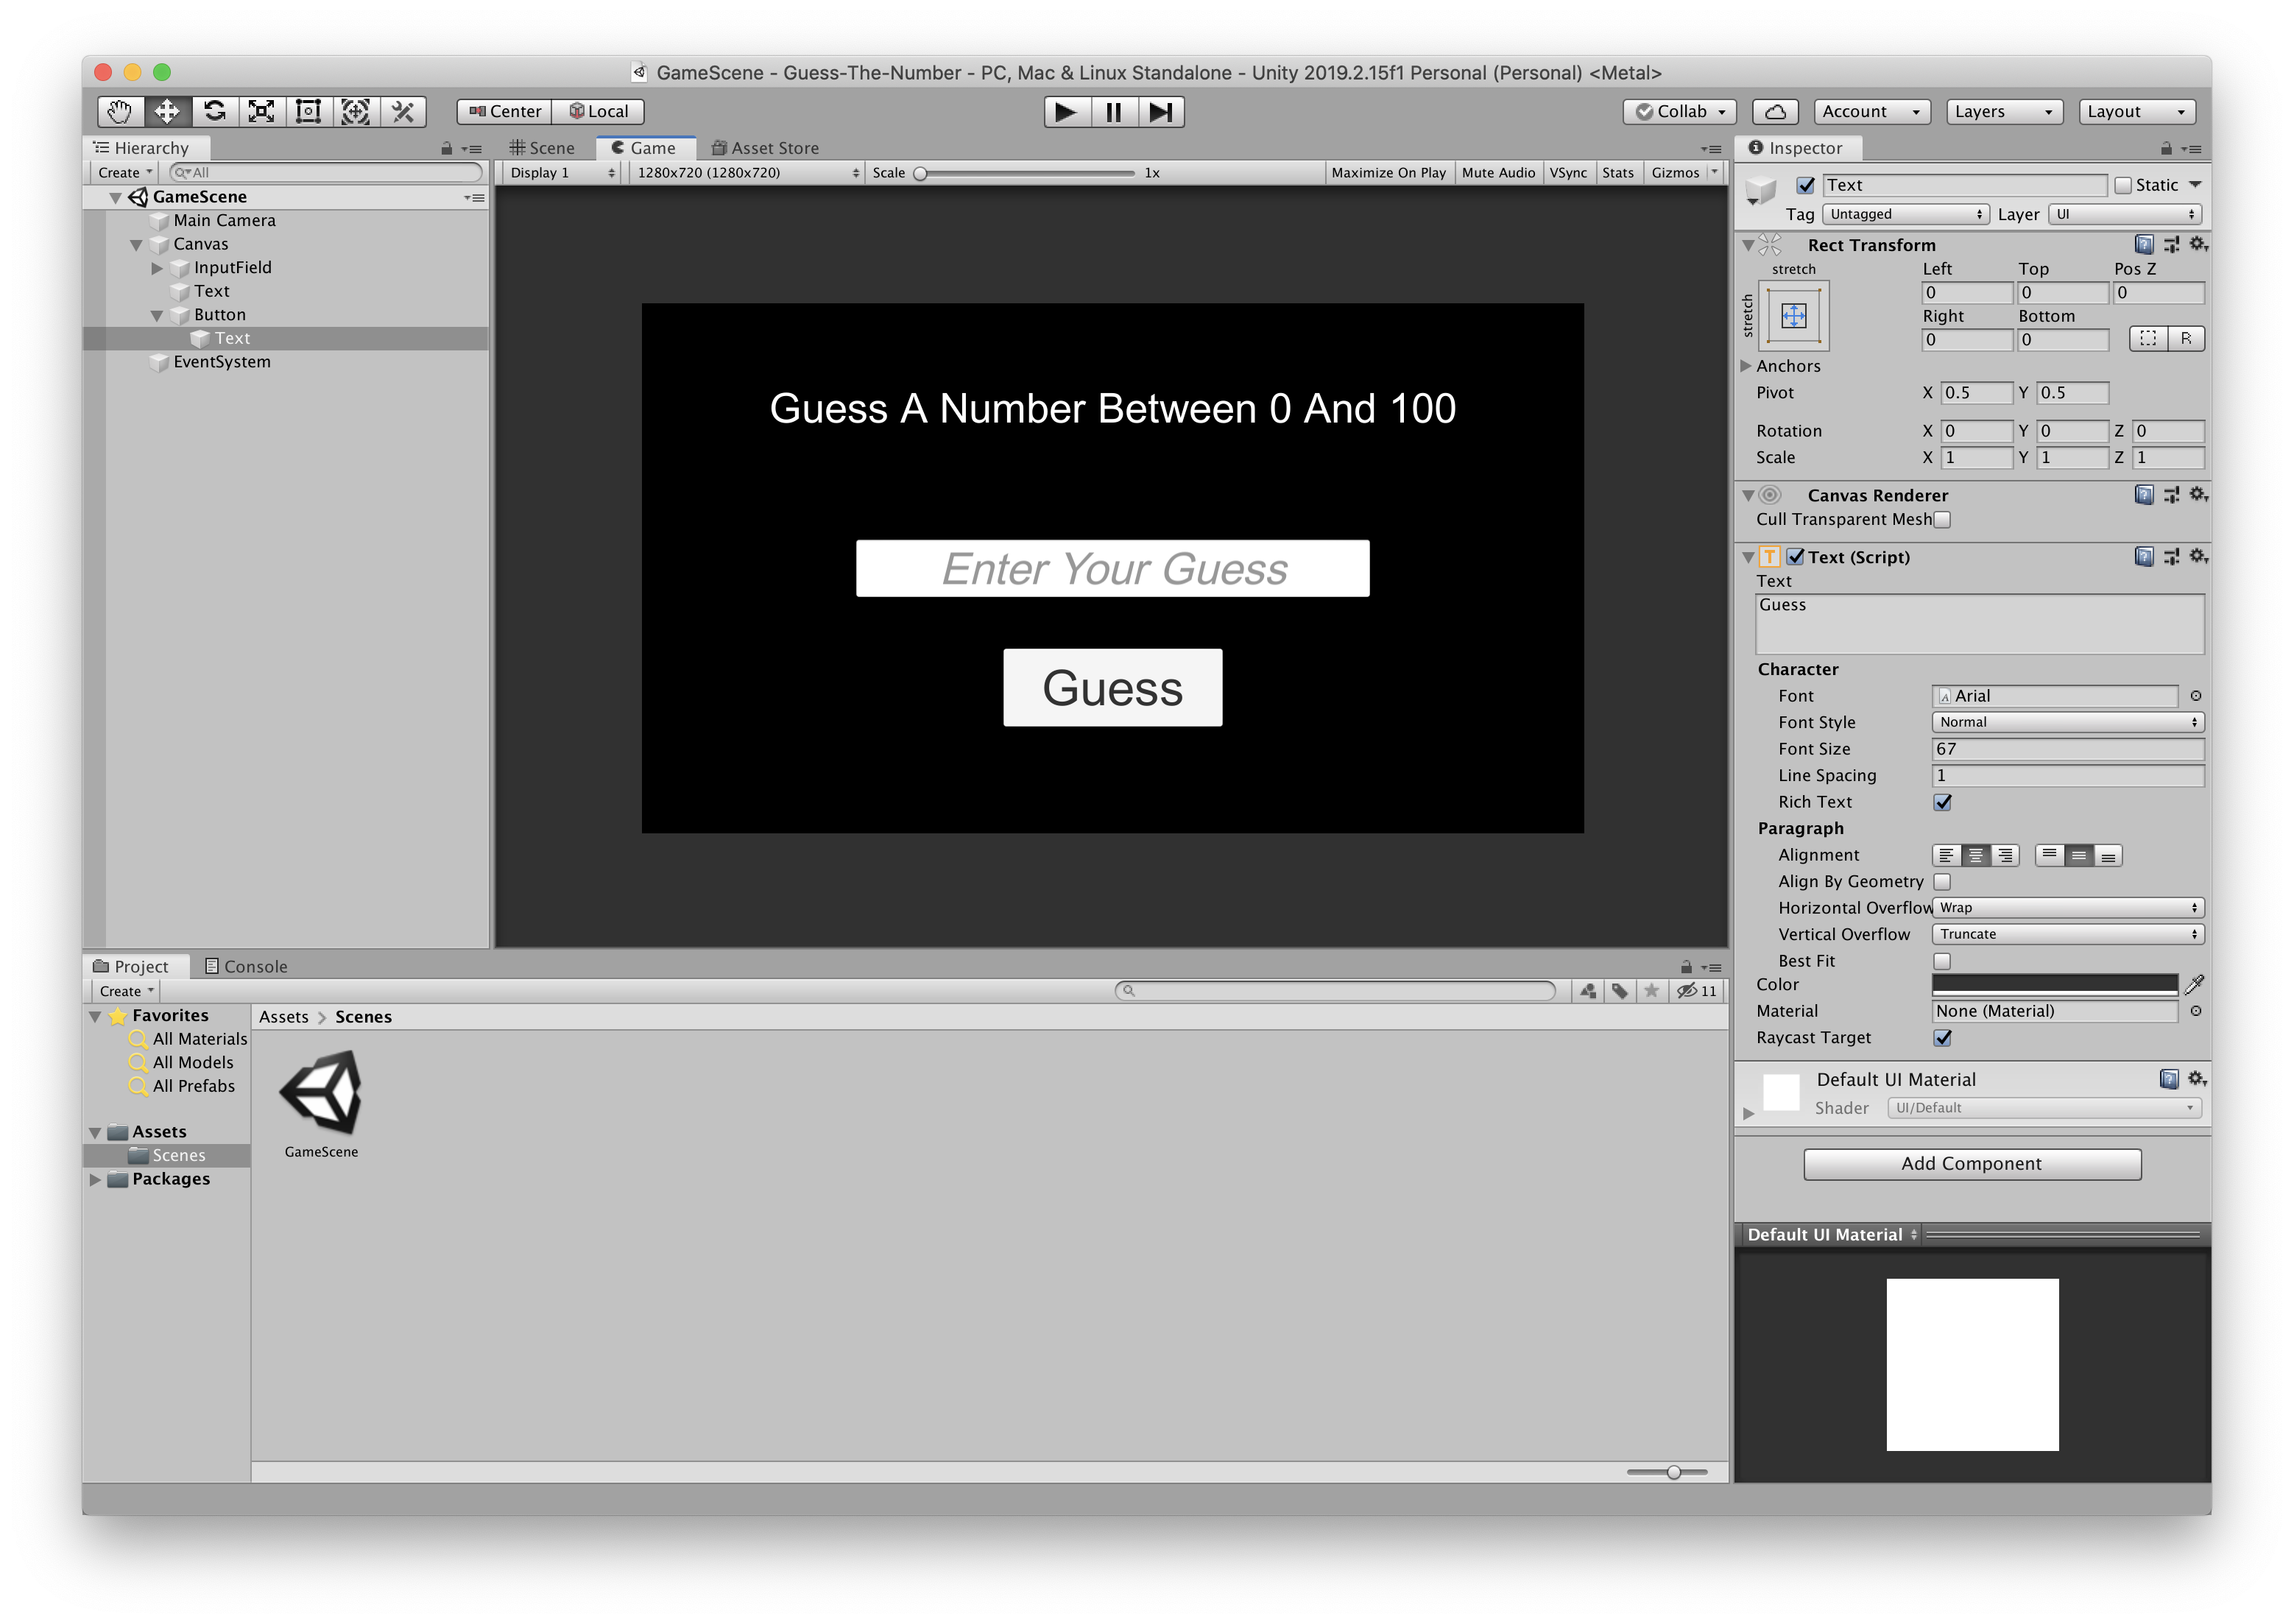 GameScene - Guess-The-Number - PC, Mac & Linux Standalone - Unity 2019.2.15f1 Personal (Personal) <Metal>
Center Local
Collab Account Layers Layout
Hierarchy
Create All
GameScene
Main Camera
Canvas
InputField
Text
Button
Text
EventSystem
Scene Game Asset Store
Display 1 1280x720 (1280x720) Scale 1x Maximize On Play Mute Audio VSync Stats Gizmos
Guess A Number Between 0 And 100
Enter Your Guess
Guess
Inspector
Text Static
Tag Untagged Layer UI
Rect Transform
stretch Left Top Pos Z
stretch 0 0 0
Right Bottom
0 0 R
Anchors
Pivot X 0.5 Y 0.5
Rotation X 0 Y 0 Z 0
Scale X 1 Y 1 Z 1
Canvas Renderer
Cull Transparent Mesh
T Text (Script)
Text
Guess
Character
Font Arial
Font Style Normal
Font Size 67
Line Spacing 1
Rich Text
Paragraph
Alignment
Align By Geometry
Horizontal Overflow Wrap
Vertical Overflow Truncate
Best Fit
Color
Material None (Material)
Raycast Target
Default UI Material
Shader UI/Default
Add Component
Default UI Material
Project Console
Create 11
Favorites
All Materials
All Models
All Prefabs
Assets
Scenes
Packages
Assets > Scenes
GameScene